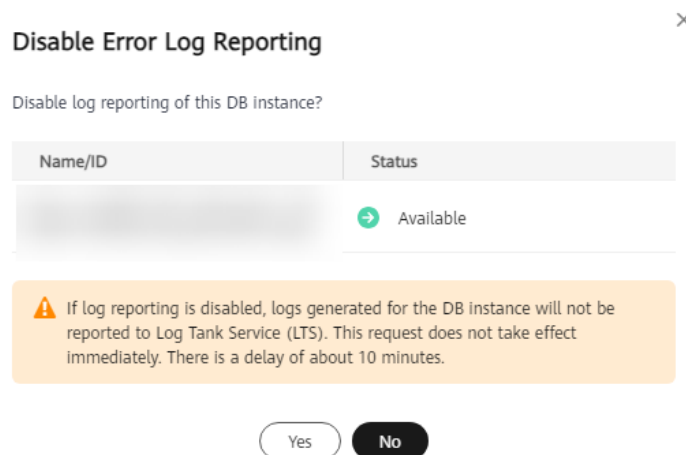 Disable Error Log Reporting
Disable log reporting of this DB instance?
Name/ID Status
Available
If log reporting is disabled, logs generated for the DB instance will not be
reported to Log Tank Service (LTS). This request does not take effect
immediately. There is a delay of about 10 minutes.
Yes No